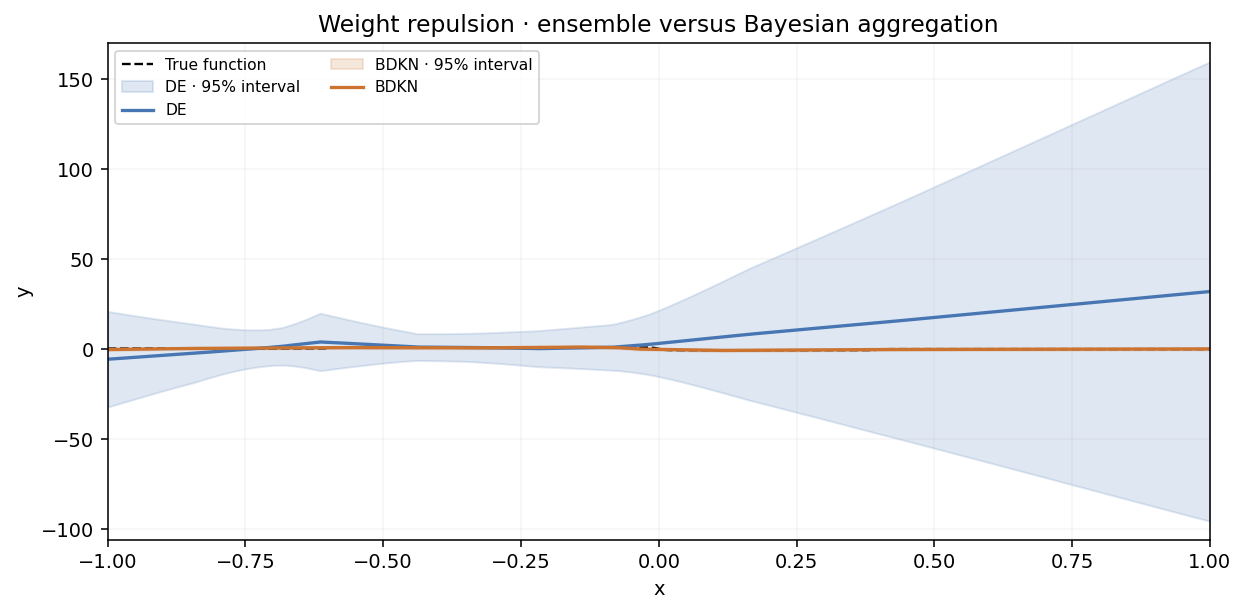 Weight repulsion · ensemble versus Bayesian aggregation
True function
DE · 95% interval
DE
BDKN · 95% interval
BDKN
150
100
50
0
−50
−100
y
−1.00 −0.75 −0.50 −0.25 0.00 0.25 0.50 0.75 1.00
x